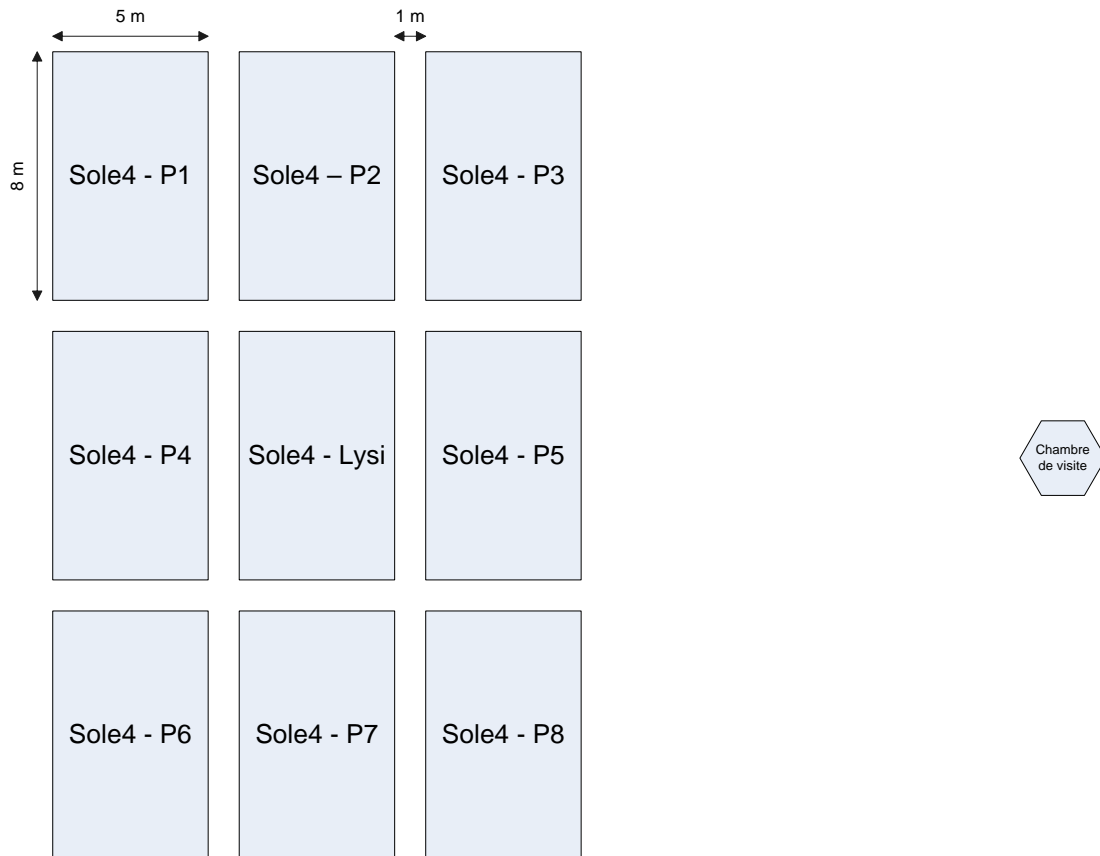 5 m
1 m
8 m
Sole4 - P1
Sole4 – P2
Sole4 - P3
Sole4 - P4
Sole4 - Lysi
Sole4 - P5
Chambre
de visite
Sole4 - P6
Sole4 - P7
Sole4 - P8